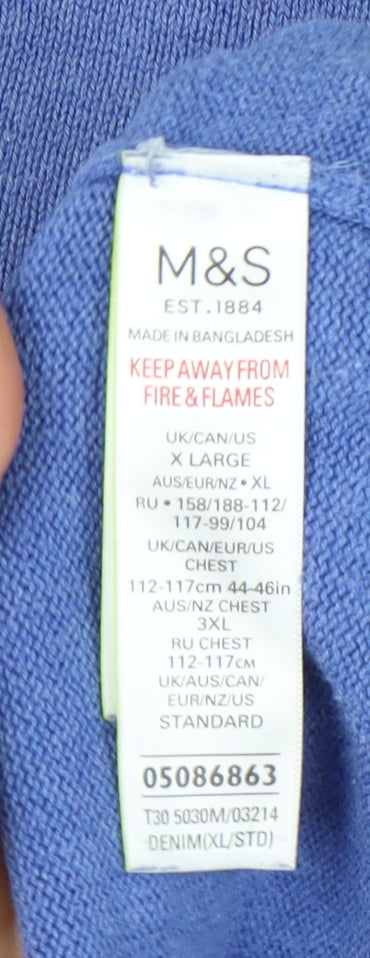 M&S
EST.1884
MADE IN BANGLADESH
KEEP AWAY FROM
FIRE & FLAMES
UK/CAN/US
X LARGE
AUS/EUR/NZ • XL
RU • 158/188-112/
117-99/104
UK/CAN/EUR/US
CHEST
112-117cm 44-46in
AUS/NZ CHEST
3XL
RU CHEST
112-117см
UK/AUS/CAN/
EUR/NZ/US
STANDARD
05086863
T30 5030M/03214
DENIM(XL/STD)